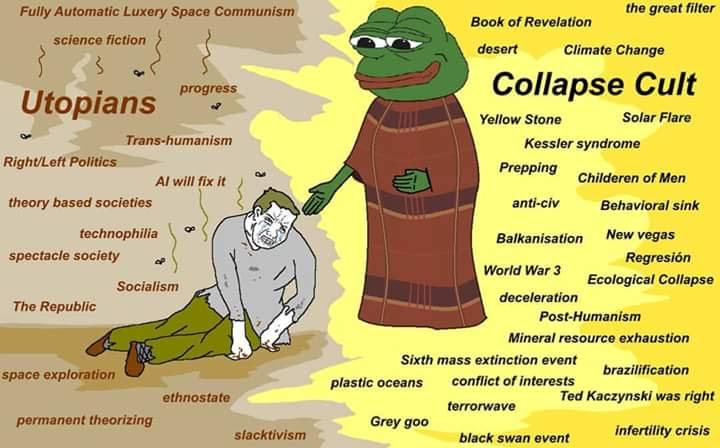 Fully Automatic Luxery Space Communism
science fiction
progress
Utopians
Trans-humanism
Right/Left Politics
AI will fix it
theory based societies
technophilia
spectacle society
Socialism
The Republic
space exploration
ethnostate
permanent theorizing
slacktivism
the great filter
Book of Revelation
desert
Climate Change
Collapse Cult
Yellow Stone
Solar Flare
Kessler syndrome
Prepping
Childeren of Men
anti-civ
Behavioral sink
Balkanisation
New vegas
Regresión
World War 3
Ecological Collapse
deceleration
Post-Humanism
Mineral resource exhaustion
Sixth mass extinction event
brazilification
plastic oceans
conflict of interests
Ted Kaczynski was right
terrorwave
Grey goo
black swan event
infertility crisis